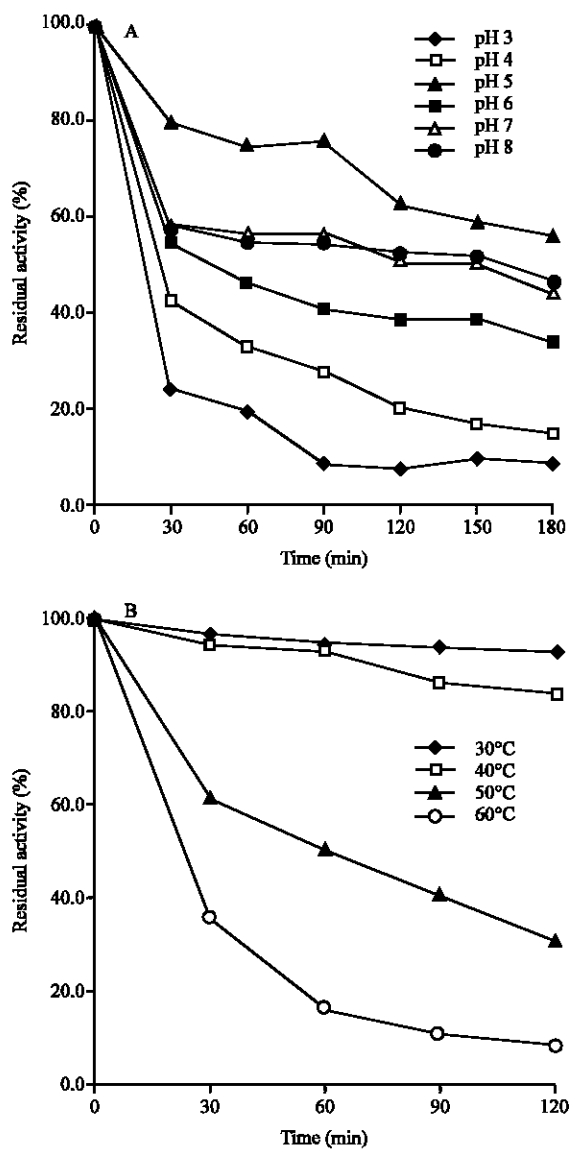 A
100.0
80.0
60.0
40.0
20.0
0.0
Residual activity (%)
pH 3
pH 4
pH 5
pH 6
pH 7
pH 8
0 30 60 90 120 150 180
Time (min)
B
100.0
80.0
60.0
40.0
20.0
0.0
Residual activity (%)
30°C
40°C
50°C
60°C
0 30 60 90 120
Time (min)